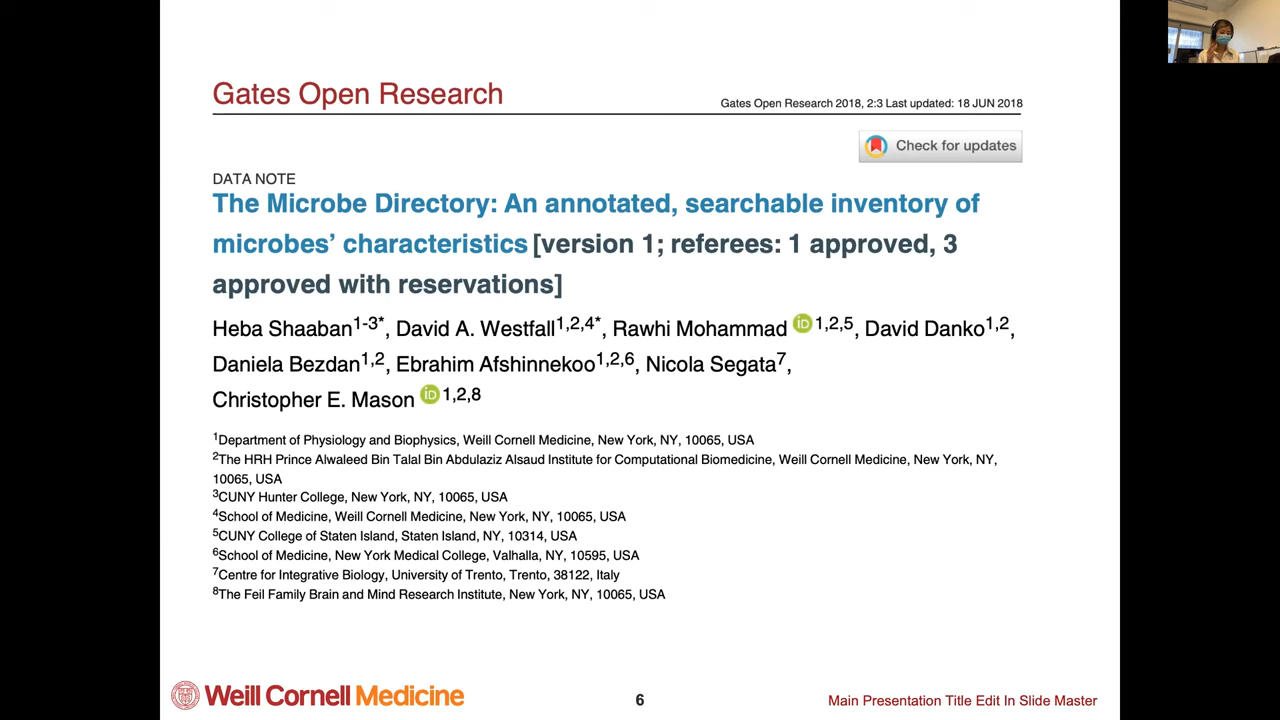 Gates Open Research
Gates Open Research 2018, 2:3 Last updated: 18 JUN 2018
Check for updates
DATA NOTE
The Microbe Directory: An annotated, searchable inventory of
microbes’ characteristics [version 1; referees: 1 approved, 3
approved with reservations]
Heba Shaaban1-3*, David A. Westfall1,2,4*, Rawhi Mohammad iD 1,2,5, David Danko1,2,
Daniela Bezdan1,2, Ebrahim Afshinnekoo1,2,6, Nicola Segata7,
Christopher E. Mason iD 1,2,8
1Department of Physiology and Biophysics, Weill Cornell Medicine, New York, NY, 10065, USA
2The HRH Prince Alwaleed Bin Talal Bin Abdulaziz Alsaud Institute for Computational Biomedicine, Weill Cornell Medicine, New York, NY,
10065, USA
3CUNY Hunter College, New York, NY, 10065, USA
4School of Medicine, Weill Cornell Medicine, New York, NY, 10065, USA
5CUNY College of Staten Island, Staten Island, NY, 10314, USA
6School of Medicine, New York Medical College, Valhalla, NY, 10595, USA
7Centre for Integrative Biology, University of Trento, Trento, 38122, Italy
8The Feil Family Brain and Mind Research Institute, New York, NY, 10065, USA
Weill Cornell Medicine
6
Main Presentation Title Edit In Slide Master